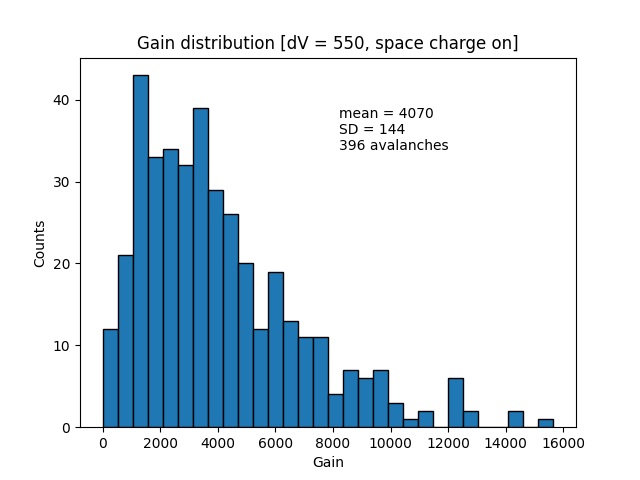 Gain distribution [dV = 550, space charge on]
mean = 4070
SD = 144
396 avalanches
Counts
40
30
20
10
0
0 2000 4000 6000 8000 10000 12000 14000 16000
Gain